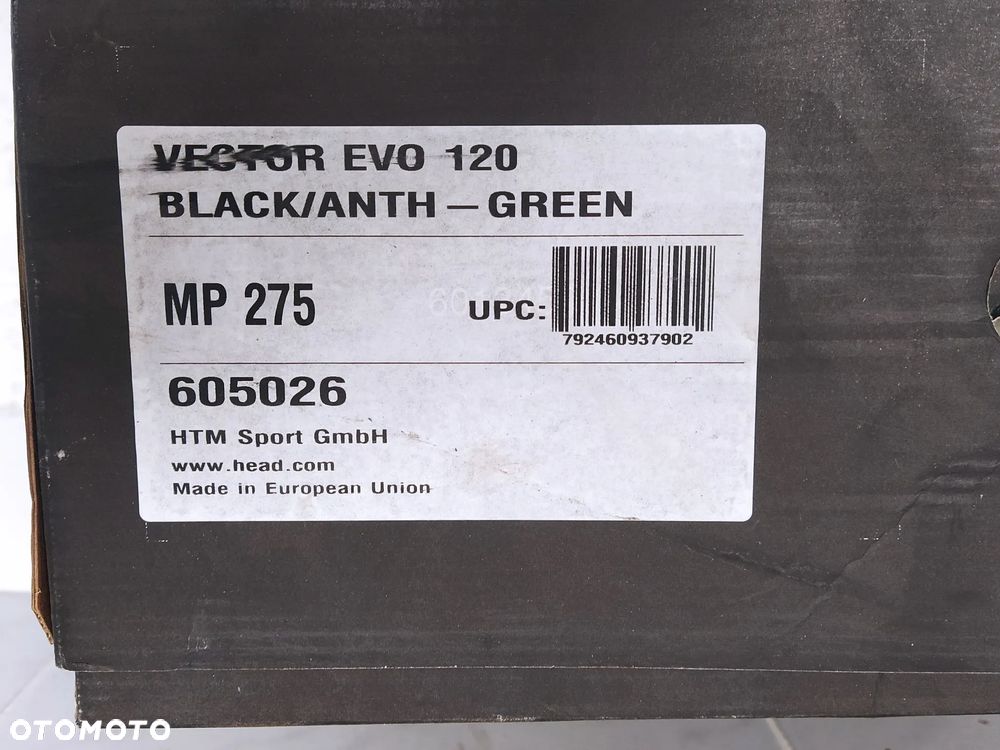 VECTOR EVO 120
BLACK/ANTH — GREEN
MP 275
UPC:
792460937902
605026
HTM Sport GmbH
www.head.com
Made in European Union
OTOMOTO